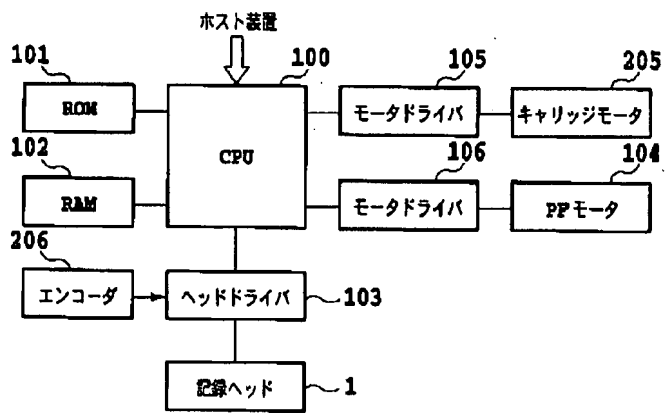 ホスト装置
101
100
105
205
ROM
モータドライバ
キャリッジモータ
102
CPU
106
104
RAM
モータドライバ
PFモータ
206
エンコーダ
ヘッドドライバ
103
記録ヘッド
1